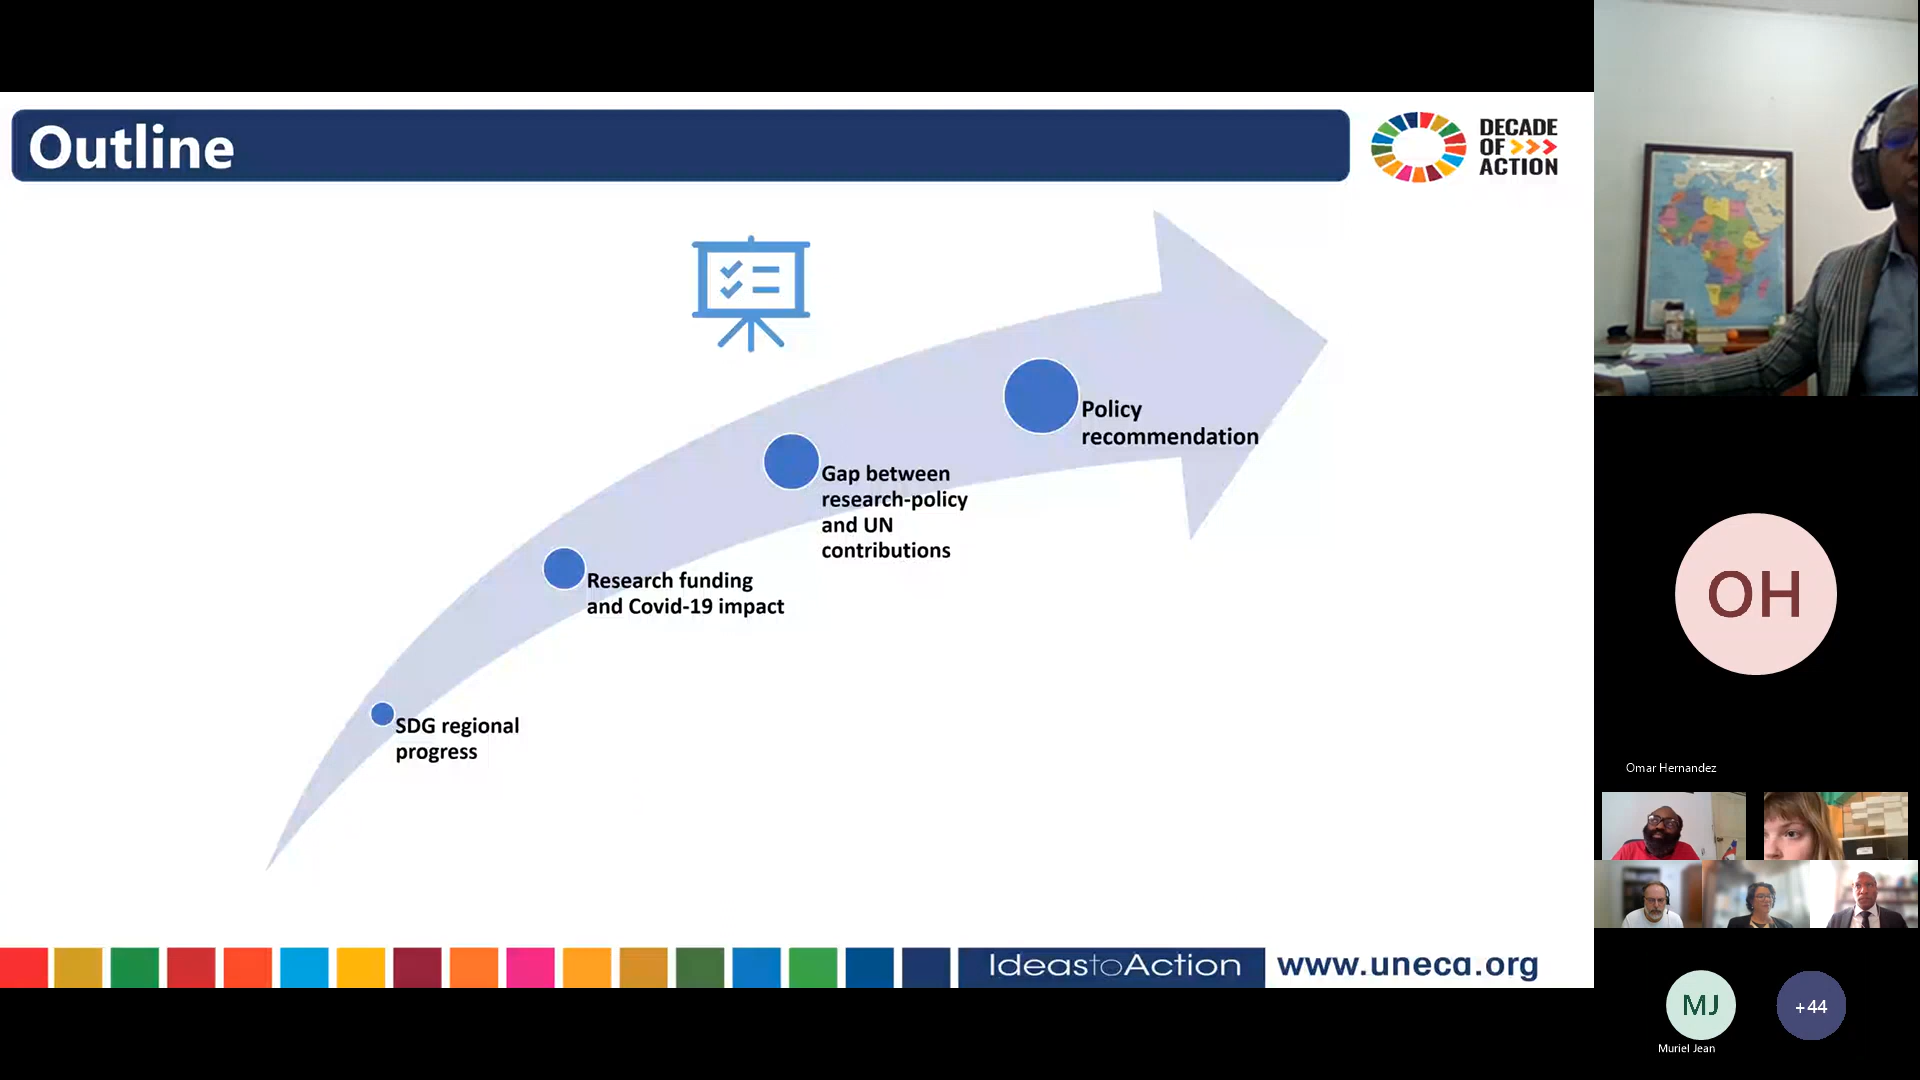 Outline
DECADE
OF
ACTION
Policy
recommendation
Gap between
research-policy
and UN
contributions
Research funding
and Covid-19 impact
SDG regional
progress
IdeastoAction
www.uneca.org
OH
Omar Hernandez
MJ
+44
Muriel Jean